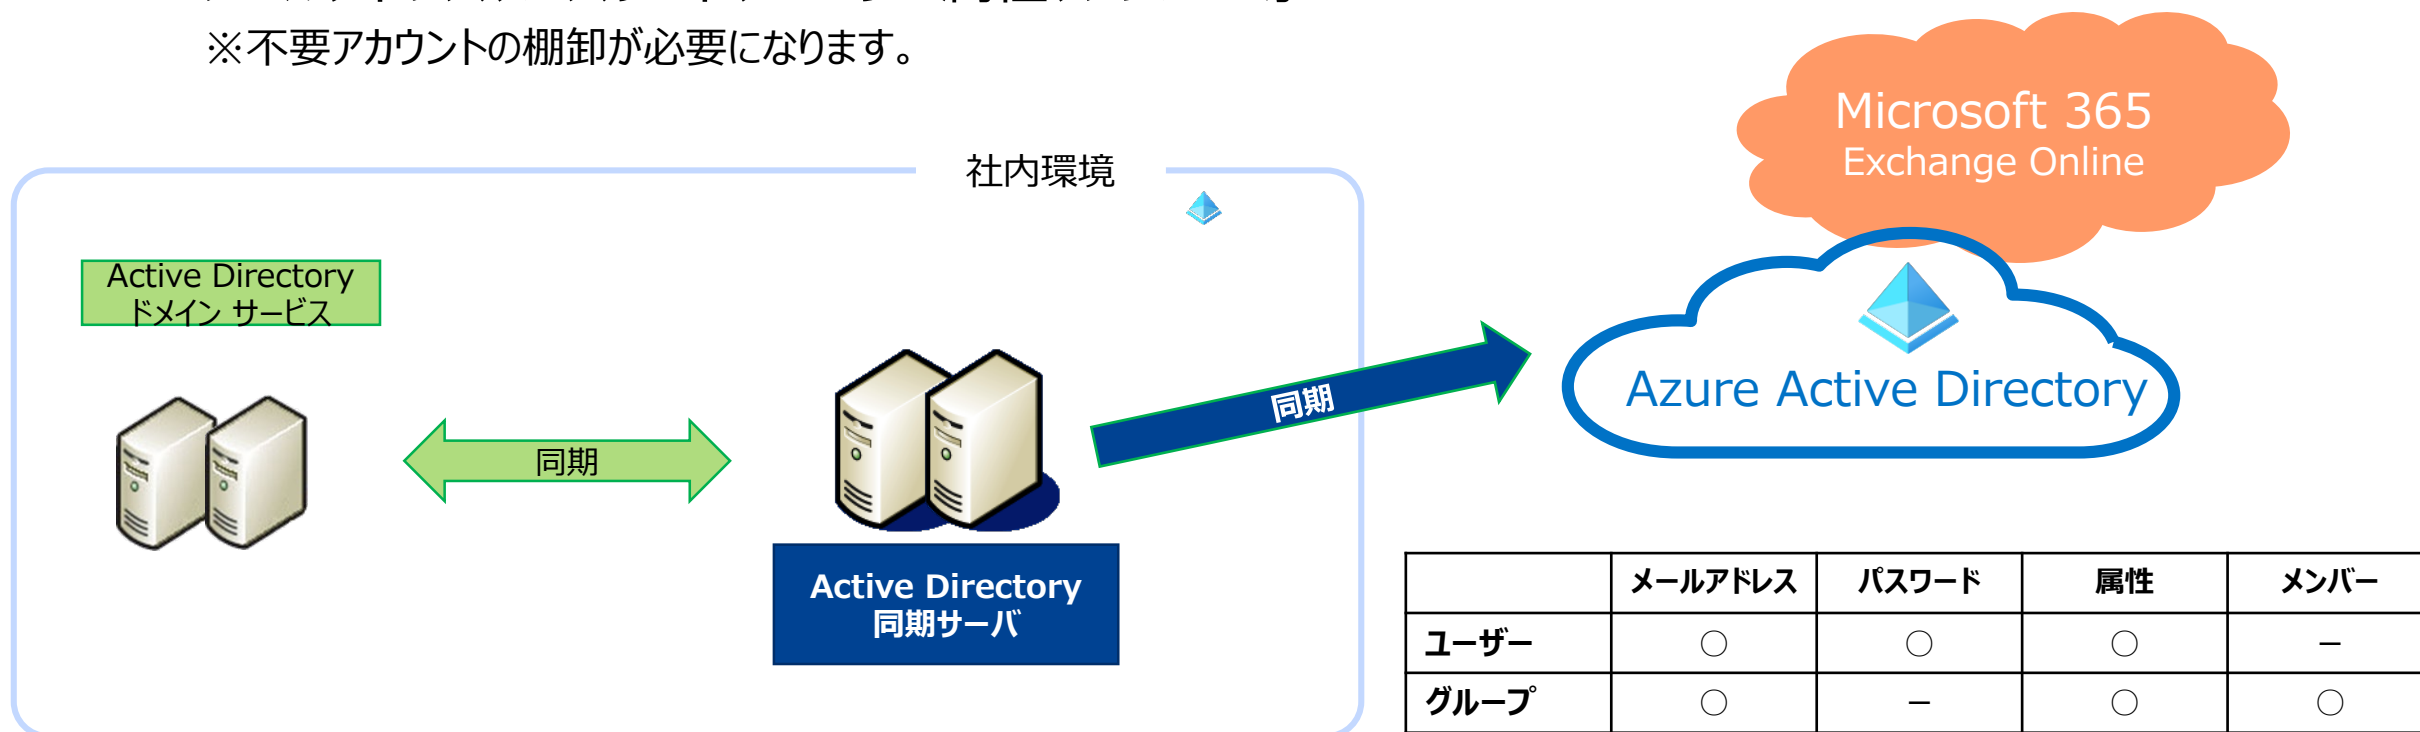 ※不要アカウントの棚卸が必要になります。
社内環境
Microsoft 365
Exchange Online
Active Directory
ドメイン サービス
同期
Active Directory
同期サーバ
同期
Azure Active Directory
メールアドレス パスワード 属性 メンバー
ユーザー ○ ○ ○ －
グループ ○ － ○ ○